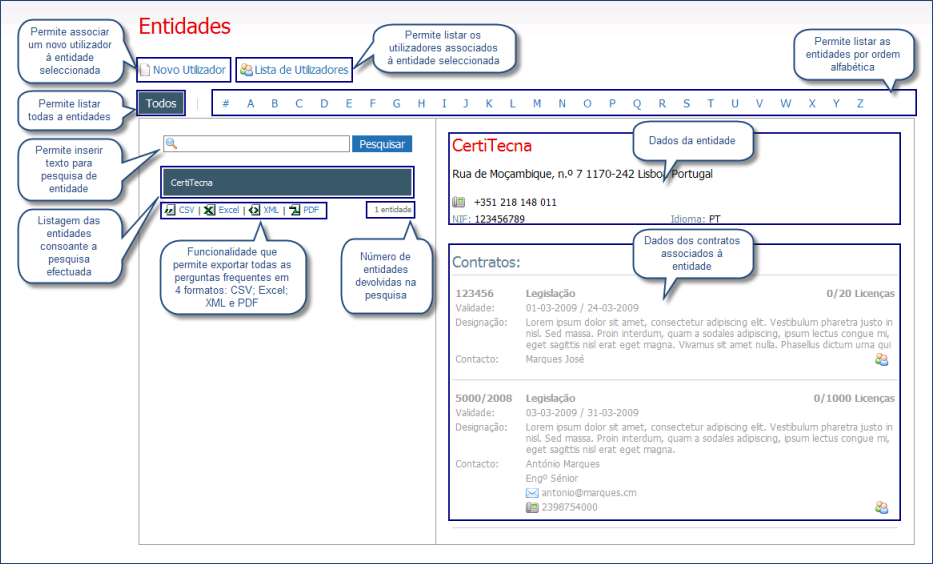 Entidades
Permite associar
um novo utilizador
à entidade
seleccionada
Permite listar os
utilizadores associados
à entidade seleccionada
Permite listar as
entidades por ordem
alfabética
Novo Utilizador
Lista de Utilizadores
Permite listar
todas a entidades
Todos
# A B C D E F G H I J K L M N O P Q R S T U V W X Y Z
Permite inserir
texto para
pesquisa de
entidade
Pesquisar
CertiTecna
Listagem das
entidades
consoante a
pesquisa
efectuada
CSV | Excel | XML | PDF
1 entidade
Funcionalidade que
permite exportar todas as
perguntas frequentes em
4 formatos: CSV; Excel;
XML e PDF
Número de
entidades
devolvidas na
pesquisa
CertiTecna
Dados da entidade
Rua de Moçambique, n.º 7 1170-242 Lisbo, Portugal
+351 218 148 011
NIF: 123456789 Idioma: PT
Dados dos contratos
associados à
entidade
Contratos:
123456 Legislação 0/20 Licenças
Validade: 01-03-2009 / 24-03-2009
Designação: Lorem ipsum dolor sit amet, consectetur adipiscing elit. Vestibulum pharetra justo in
nisl. Sed massa. Proin interdum, quam a sodales adipiscing, ipsum lectus congue mi,
eget sagittis nisl erat eget magna. Vivamus sit amet nulla. Phasellus dictum urna qui
Contacto: Marques José
5000/2008 Legislação 0/1000 Licenças
Validade: 03-03-2009 / 31-03-2009
Designação: Lorem ipsum dolor sit amet, consectetur adipiscing elit. Vestibulum pharetra justo in
nisl. Sed massa. Proin interdum, quam a sodales adipiscing, ipsum lectus congue mi,
eget sagittis nisl erat eget magna.
Contacto: António Marques
Engº Sénior
antonio@marques.cm
2398754000